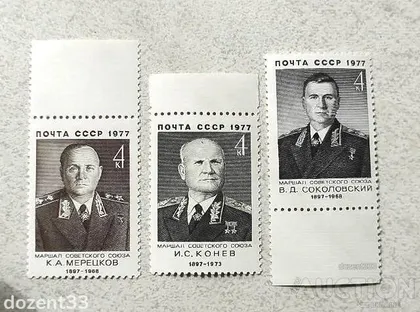 ПОЧТА СССР 1977
4
К
МАРШАЛ СОВЕТСКОГО СОЮЗА
К.А.МЕРЕЦКОВ
1897-1968
ПОЧТА СССР 1977
4
К
МАРШАЛ СОВЕТСКОГО СОЮЗА
И.С.КОНЕВ
1897-1973
ПОЧТА СССР 1977
4
К
МАРШАЛ СОВЕТСКОГО СОЮЗА
В.Д.СОКОЛОВСКИЙ
1897-1968
dozent33
AUCTION